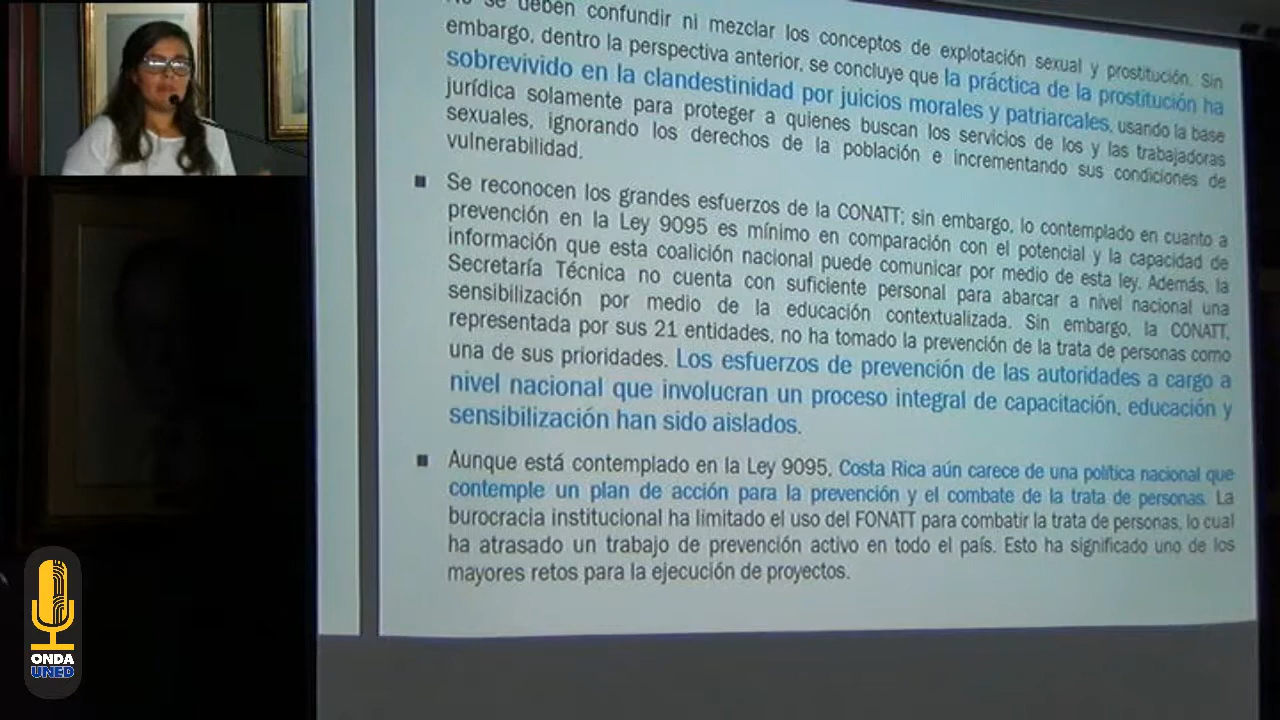 No se deben confundir ni mezclar los conceptos de explotación sexual y prostitución. Sin
embargo, dentro la perspectiva anterior, se concluye que la práctica de la prostitución ha
sobrevivido en la clandestinidad por juicios morales y patriarcales, usando la base
jurídica solamente para proteger a quienes buscan los servicios de los y las trabajadoras
sexuales, ignorando los derechos de la población e incrementando sus condiciones de
vulnerabilidad.
■ Se reconocen los grandes esfuerzos de la CONATT; sin embargo, lo contemplado en cuanto a
prevención en la Ley 9095 es mínimo en comparación con el potencial y la capacidad de
información que esta coalición nacional puede comunicar por medio de esta ley. Además, la
Secretaría Técnica no cuenta con suficiente personal para abarcar a nivel nacional una
sensibilización por medio de la educación contextualizada. Sin embargo, la CONATT,
representada por sus 21 entidades, no ha tomado la prevención de la trata de personas como
una de sus prioridades. Los esfuerzos de prevención de las autoridades a cargo a
nivel nacional que involucran un proceso integral de capacitación, educación y
sensibilización han sido aislados.
■ Aunque está contemplado en la Ley 9095, Costa Rica aún carece de una política nacional que
contemple un plan de acción para la prevención y el combate de la trata de personas. La
burocracia institucional ha limitado el uso del FONATT para combatir la trata de personas, lo cual
ha atrasado un trabajo de prevención activo en todo el país. Esto ha significado uno de los
mayores retos para la ejecución de proyectos.
ONDA
UNED